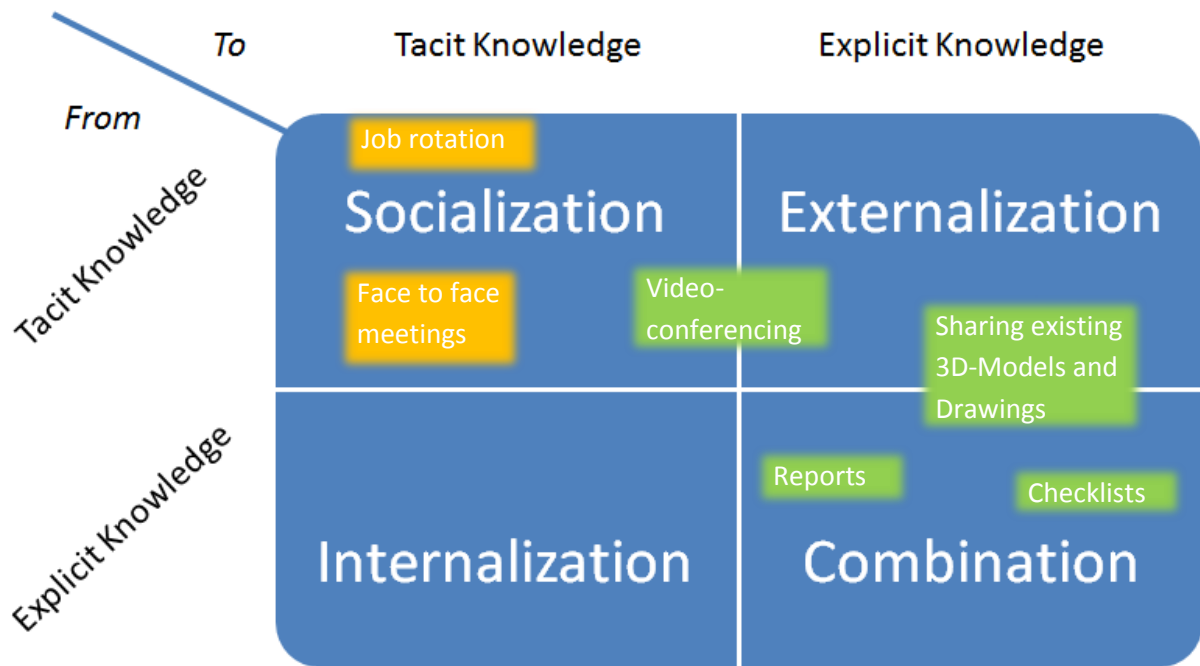 To
Tacit Knowledge
Explicit Knowledge
From
Job rotation
Tacit Knowledge
Socialization
Externalization
Face to face
meetings
Video-
conferencing
Sharing existing
3D-Models and
Drawings
Explicit Knowledge
Reports
Checklists
Internalization
Combination